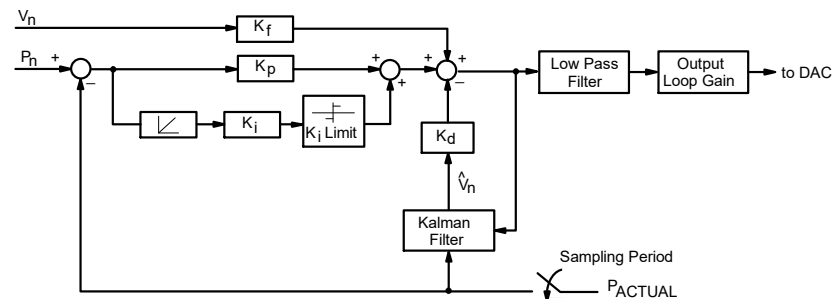 Vn
Kf
Pn
+
−
Kp
+
+
+
+
−
Ki
Ki Limit
Kd
V̂n
Kalman
Filter
Low Pass
Filter
Output
Loop Gain
to DAC
Sampling Period
PACTUAL